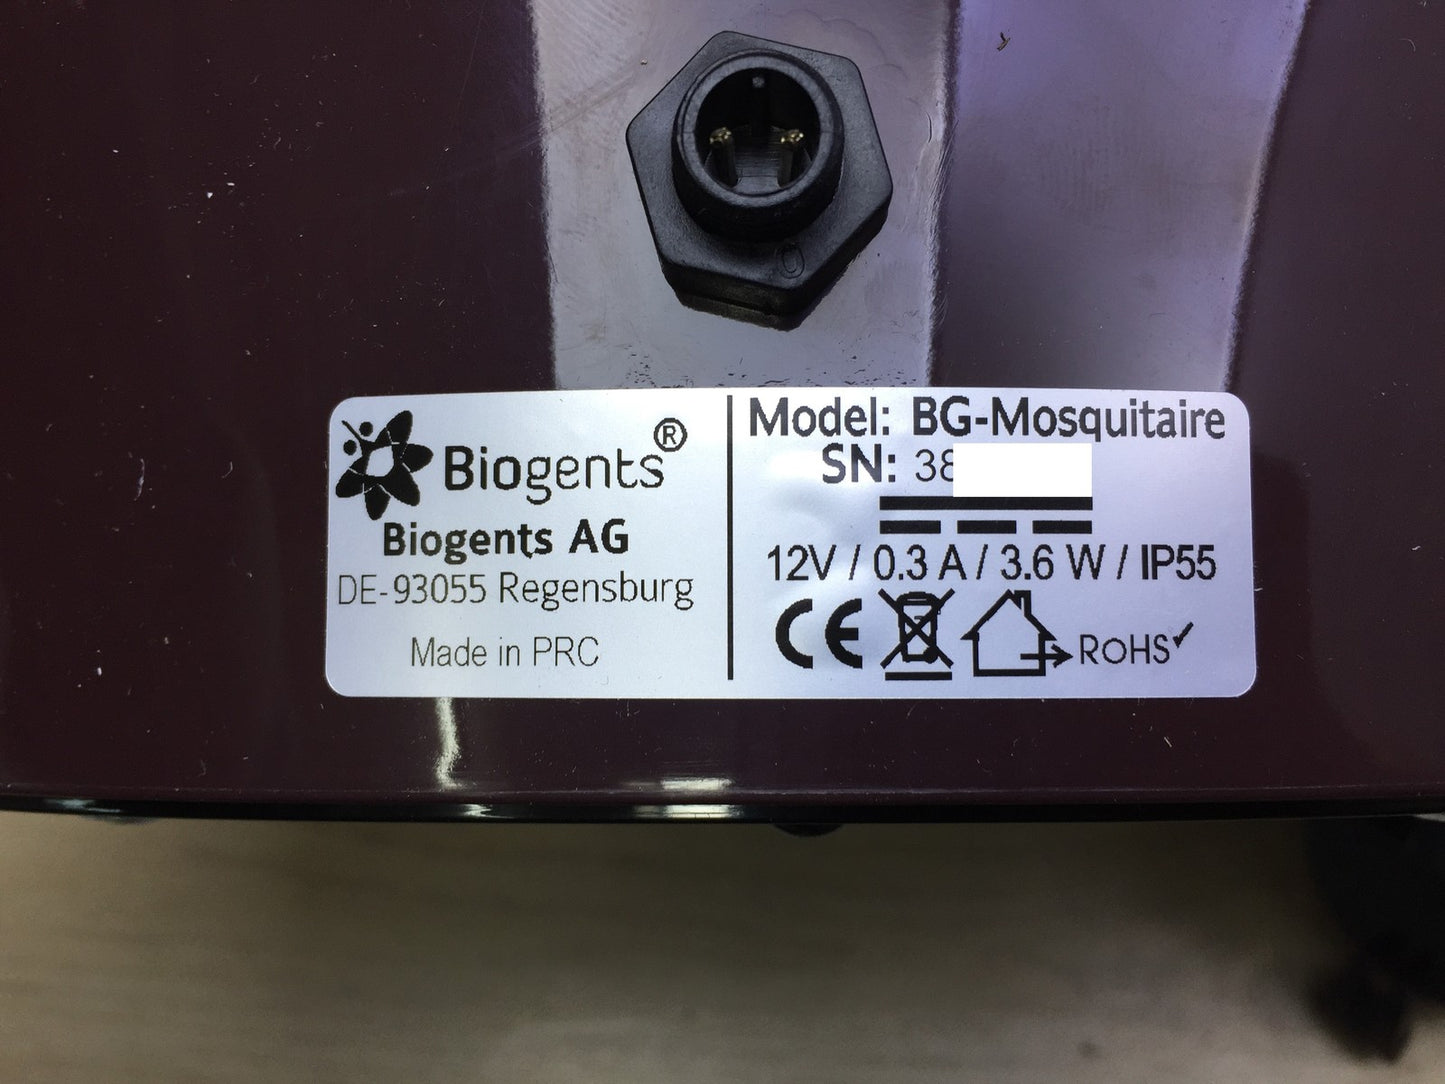 Biogents®
Biogents AG
DE-93055 Regensburg
Made in PRC
Model: BG-Mosquitaire
SN: 38
12V / 0.3 A / 3.6 W / IP55
CE RoHS✓
0